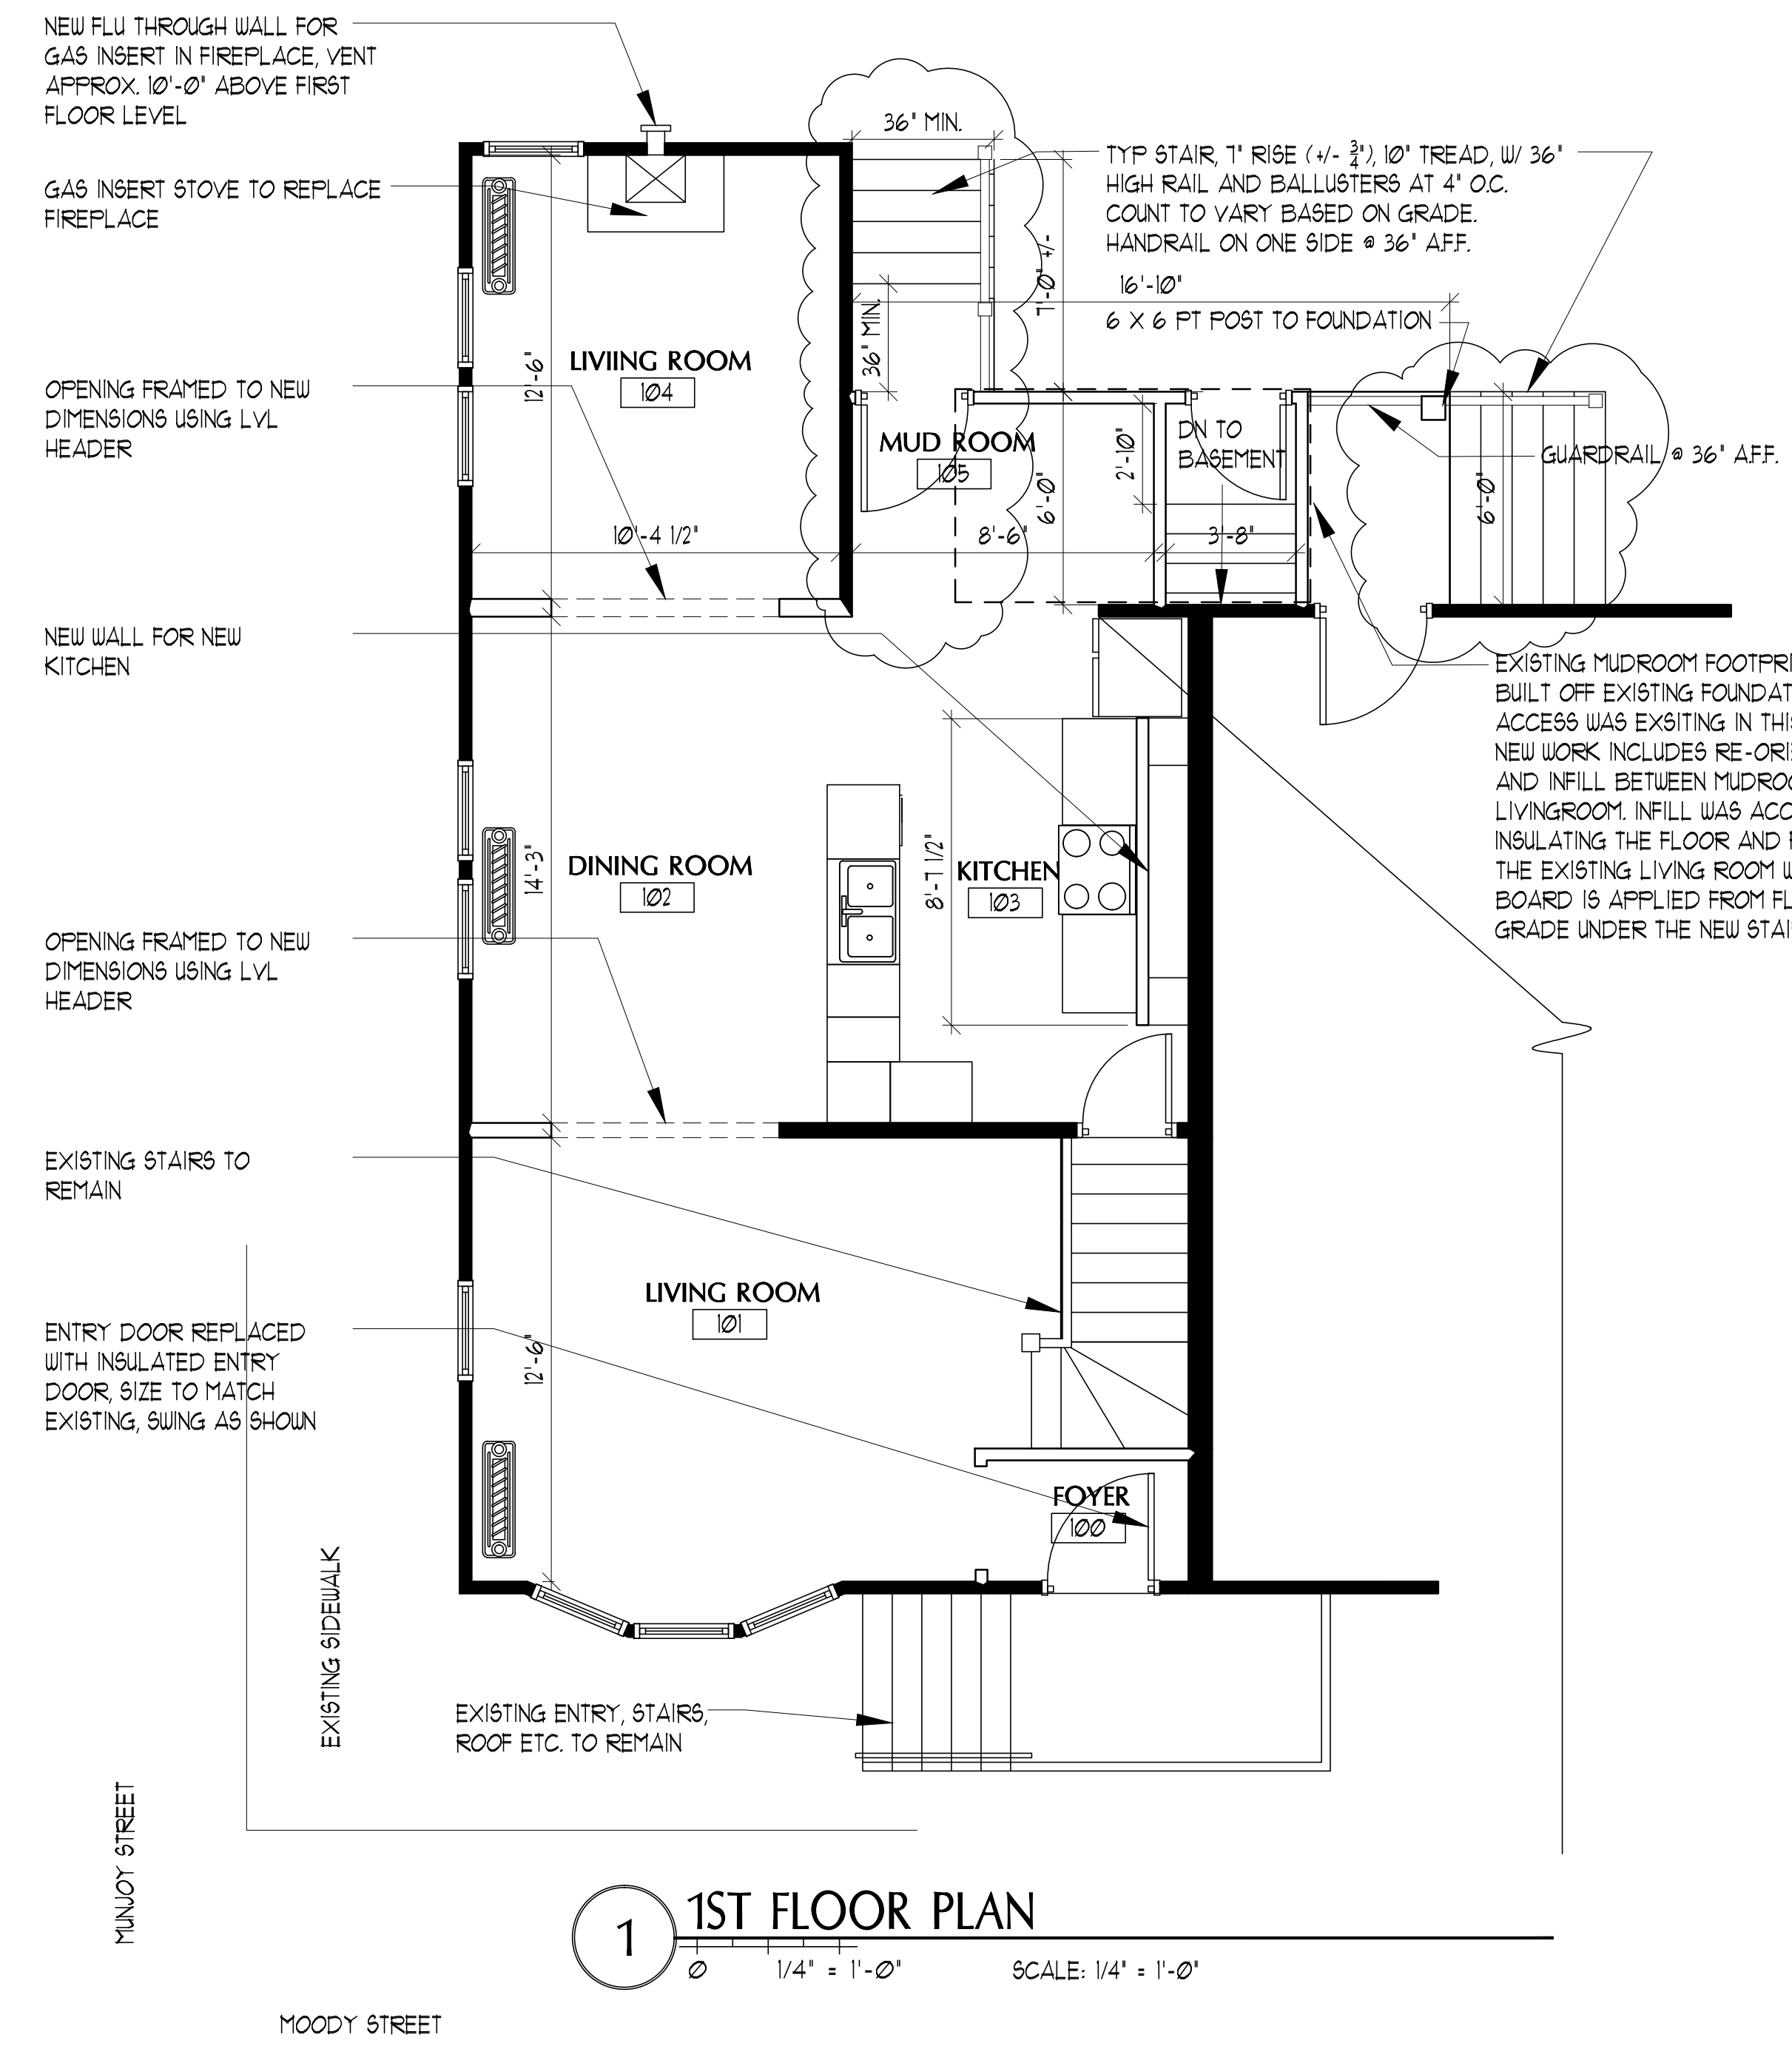 NEW FLU THROUGH WALL FOR
GAS INSERT IN FIREPLACE, VENT
APPROX. 10'-0" ABOVE FIRST
FLOOR LEVEL
GAS INSERT STOVE TO REPLACE
FIREPLACE
OPENING FRAMED TO NEW
DIMENSIONS USING LVL
HEADER
NEW WALL FOR NEW
KITCHEN
OPENING FRAMED TO NEW
DIMENSIONS USING LVL
HEADER
EXISTING STAIRS TO
REMAIN
ENTRY DOOR REPLACED
WITH INSULATED ENTRY
DOOR, SIZE TO MATCH
EXISTING, SWING AS SHOWN
EXISTING SIDEWALK
MUNJOY STREET
MOODY STREET
36" MIN.
TYP STAIR, 7" RISE (+/- 3/4"), 10" TREAD, W/ 36"
HIGH RAIL AND BALLUSTERS AT 4" O.C.
COUNT TO VARY BASED ON GRADE.
HANDRAIL ON ONE SIDE @ 36" A.F.F.
16'-10"
6 X 6 PT POST TO FOUNDATION
7'-0" +/-
36" MIN.
12'-6"
LIVIING ROOM
104
MUD ROOM
105
2'-10"
DN TO
BASEMENT
GUARDRAIL @ 36" A.F.F.
6'-0"
6'-0"
10'-4 1/2"
8'-6"
3'-8"
EXISTING MUDROOM FOOTPRI
BUILT OFF EXISTING FOUNDAT
ACCESS WAS EXSITING IN THIS
NEW WORK INCLUDES RE-ORI
AND INFILL BETWEEN MUDROO
LIVINGROOM. INFILL WAS ACCO
INSULATING THE FLOOR AND
THE EXISTING LIVING ROOM W
BOARD IS APPLIED FROM FL
GRADE UNDER THE NEW STAI
14'-3"
DINING ROOM
102
8'-7 1/2"
KITCHEN
103
LIVING ROOM
101
12'-6"
FOYER
100
EXISTING ENTRY, STAIRS,
ROOF ETC. TO REMAIN
1
1ST FLOOR PLAN
0
1/4" = 1'-0"
SCALE: 1/4" = 1'-0"